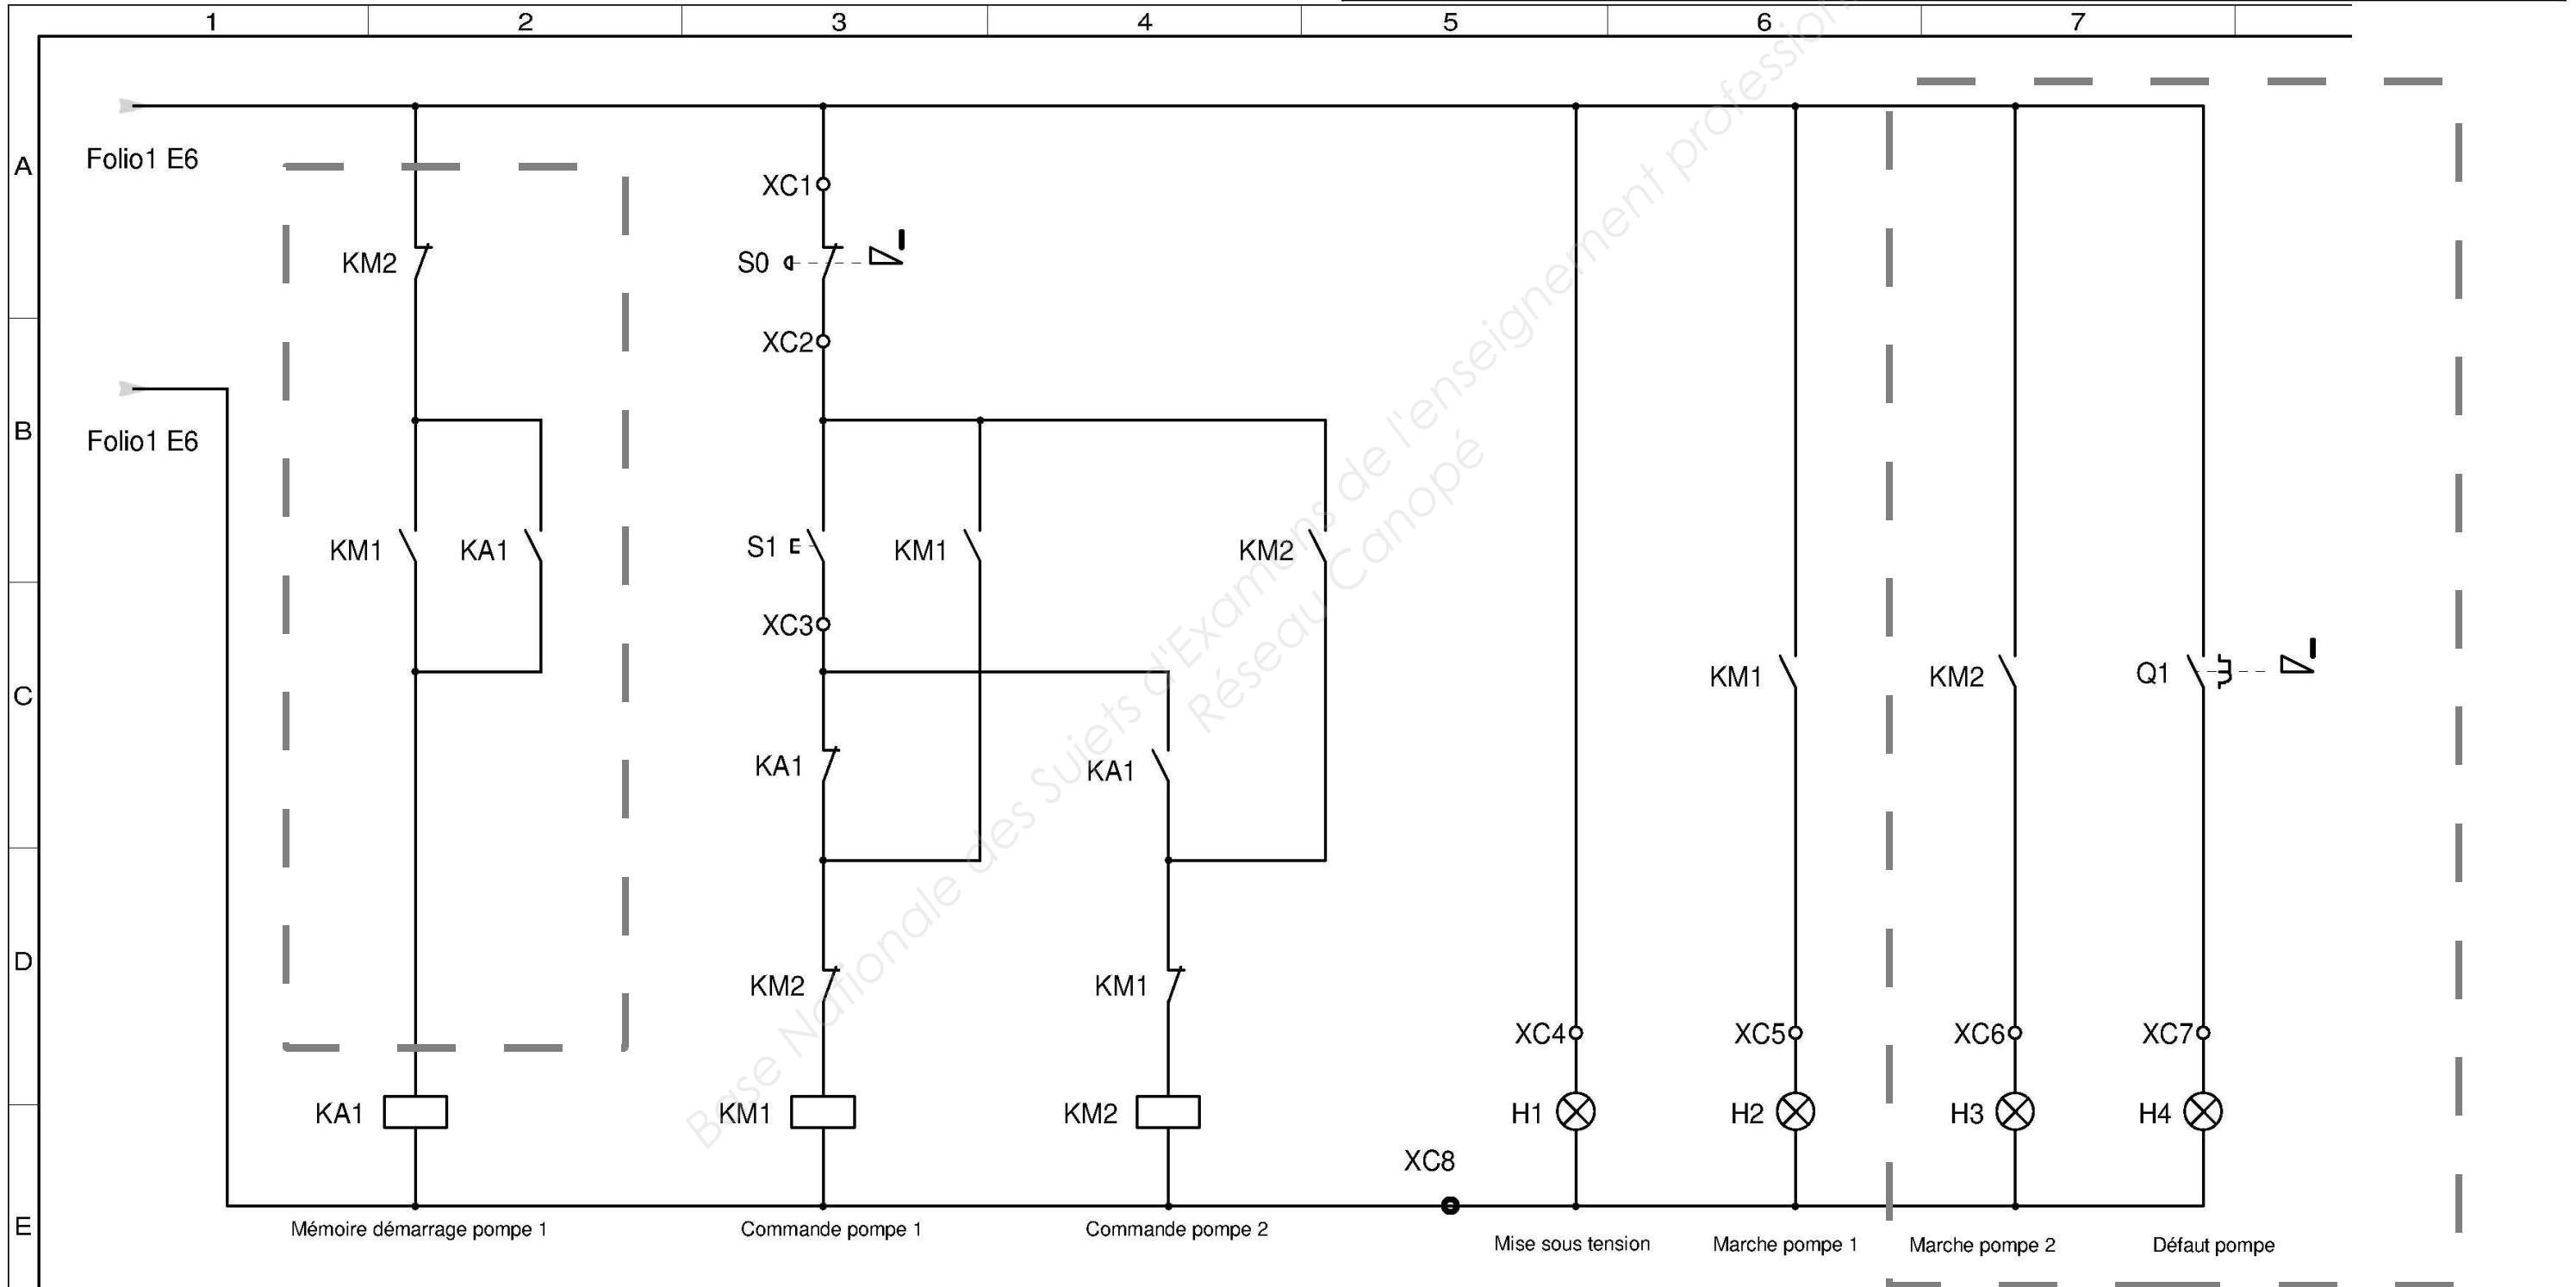 1 2 3 4 5 6 7
A
Folio1 E6
XC1
KM2
S0
XC2
B
Folio1 E6
KM1 KA1 S1 KM1 KM2
XC3
C
KM1 KM2 Q1
KA1 KA1
D
KM2 KM1
XC4 XC5 XC6 XC7
KA1 KM1 KM2 H1 H2 H3 H4
XC8
E
Mémoire démarrage pompe 1 Commande pompe 1 Commande pompe 2
Mise sous tension Marche pompe 1 Marche pompe 2 Défaut pompe
Base Nationale des Sujets d'Examens de l'enseignement profession
Réseau Canopé